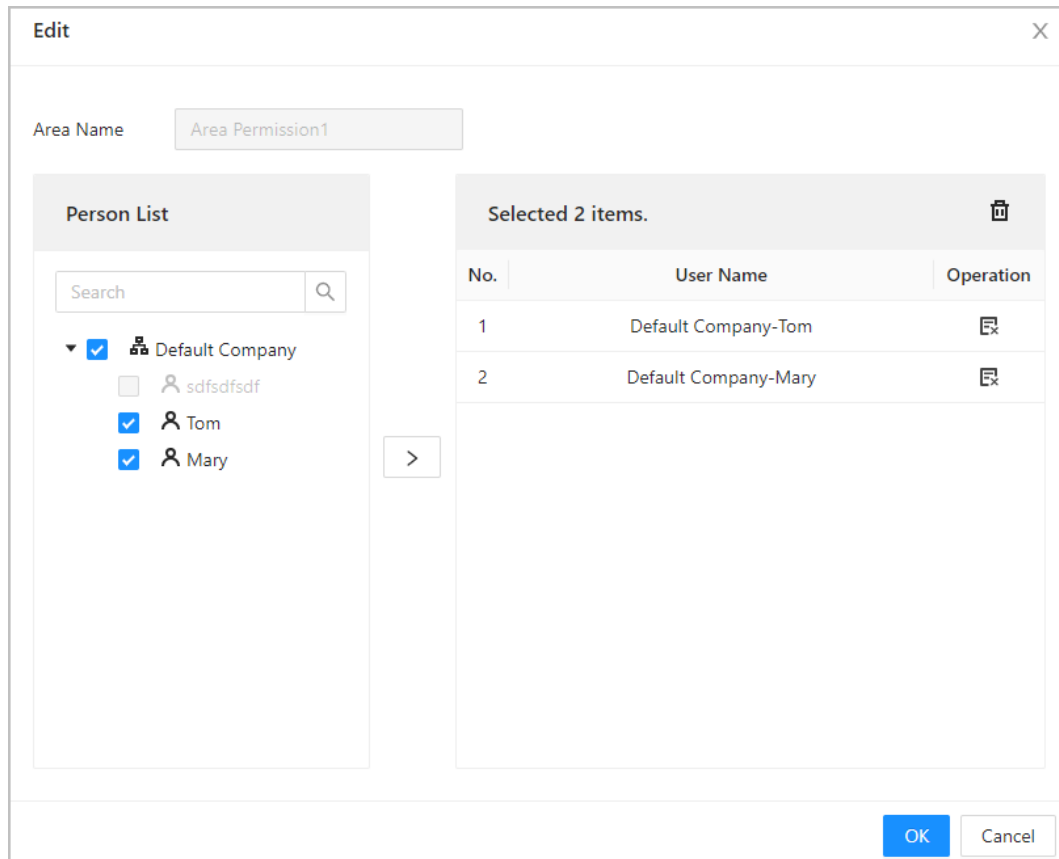 Edit
Area Name
Area Permission1
Person List
Search
Default Company
sdfsdfsdf
Tom
Mary
Selected 2 items.
No. User Name Operation
1 Default Company-Tom
2 Default Company-Mary
OK Cancel